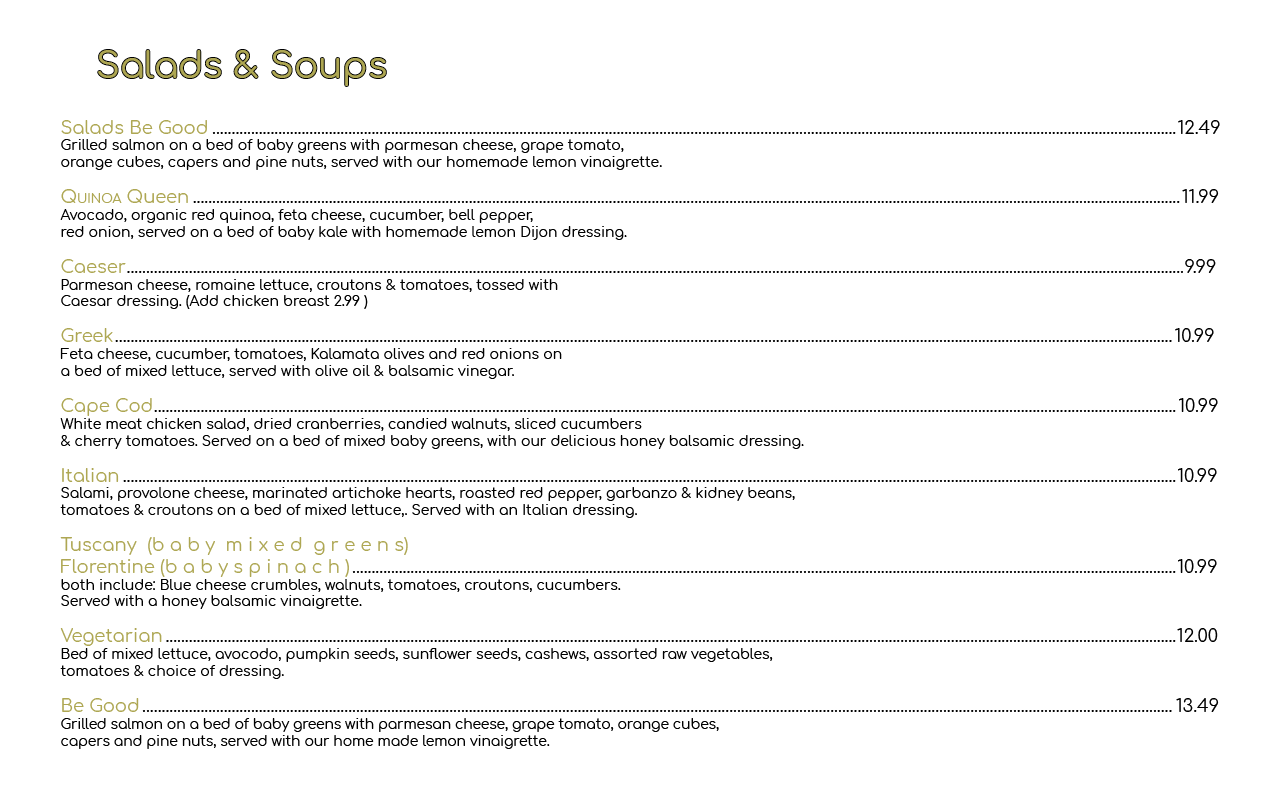 Salads & Soups
Salads Be Good ........ 12.49
Grilled salmon on a bed of baby greens with parmesan cheese, grape tomato,
orange cubes, capers and pine nuts, served with our homemade lemon vinaigrette.
Quinoa Queen ........ 11.99
Avocado, organic red quinoa, feta cheese, cucumber, bell pepper,
red onion, served on a bed of baby kale with homemade lemon Dijon dressing.
Caeser ........ 9.99
Parmesan cheese, romaine lettuce, croutons & tomatoes, tossed with
Caesar dressing. (Add chicken breast 2.99 )
Greek ........ 10.99
Feta cheese, cucumber, tomatoes, Kalamata olives and red onions on
a bed of mixed lettuce, served with olive oil & balsamic vinegar.
Cape Cod ........ 10.99
White meat chicken salad, dried cranberries, candied walnuts, sliced cucumbers
& cherry tomatoes. Served on a bed of mixed baby greens, with our delicious honey balsamic dressing.
Italian ........ 10.99
Salami, provolone cheese, marinated artichoke hearts, roasted red pepper, garbanzo & kidney beans,
tomatoes & croutons on a bed of mixed lettuce,. Served with an Italian dressing.
Tuscany (baby mixed greens)
Florentine (baby spinach) ........ 10.99
both include: Blue cheese crumbles, walnuts, tomatoes, croutons, cucumbers.
Served with a honey balsamic vinaigrette.
Vegetarian ........ 12.00
Bed of mixed lettuce, avocodo, pumpkin seeds, sunflower seeds, cashews, assorted raw vegetables,
tomatoes & choice of dressing.
Be Good ........ 13.49
Grilled salmon on a bed of baby greens with parmesan cheese, grape tomato, orange cubes,
capers and pine nuts, served with our home made lemon vinaigrette.